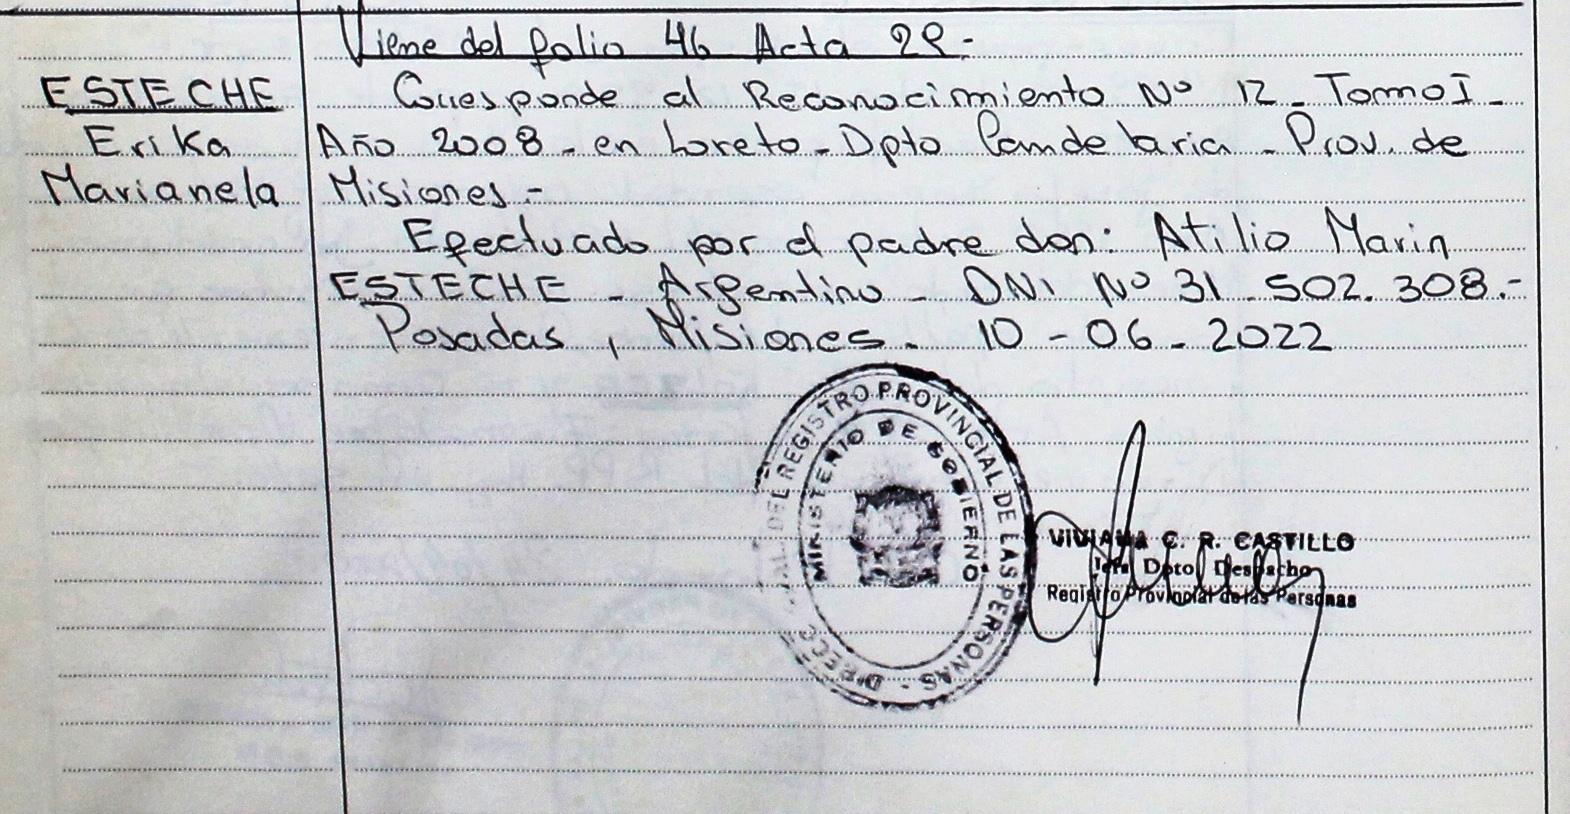 Viene del folio 46 Acta 29.-
ESTECHE
Corresponde al Reconocimiento Nº 12 - Tomo I -
Erika
Año 2008 - en Loreto - Dpto Candelaria - Prov. de
Marianela
Misiones.-
Efectuado por el padre don: Atilio Marin
ESTECHE - Argentino - DNI Nº 31.502.308.-
Posadas, Misiones - 10 - 06 - 2022
DEL REGISTRO PROVINCIAL DE LAS PERSONAS -
MINISTERIO DE GOBIERNO
VIVIANA C. R. CASTILLO
Jefa Dpto Despacho
Registro Provincial de las Personas